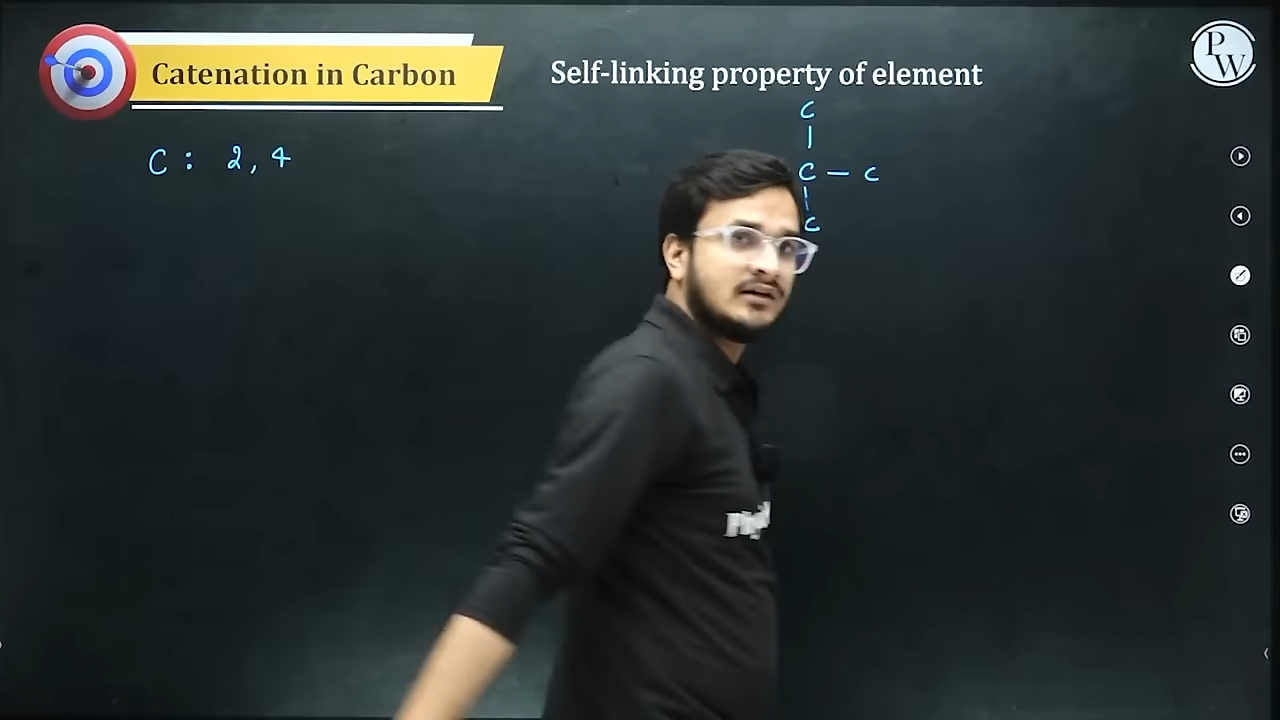 Catenation in Carbon
Self-linking property of element
PW
C : 2, 4
C
|
C – C
|
C